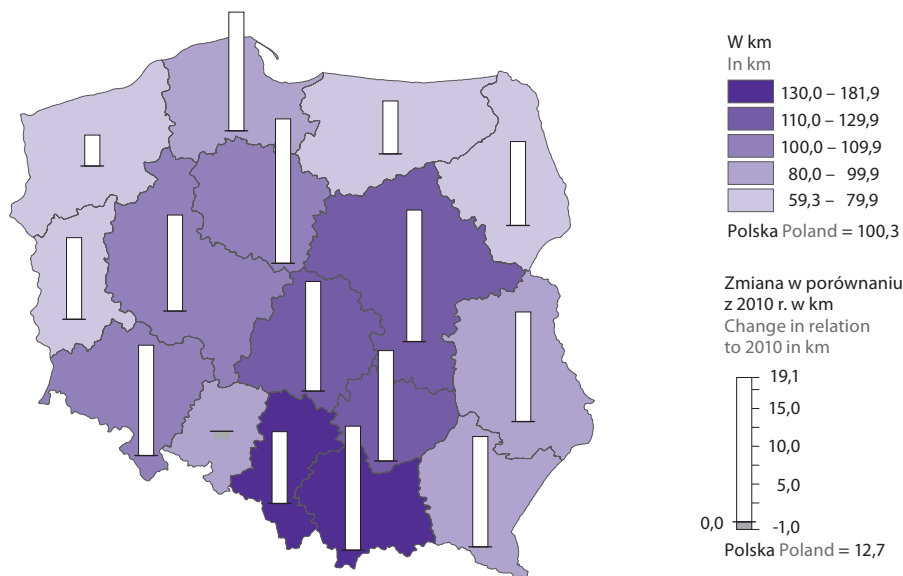 W km
In km
130,0 – 181,9
110,0 – 129,9
100,0 – 109,9
80,0 – 99,9
59,3 – 79,9
Polska Poland = 100,3
Zmiana w porównaniu
z 2010 r. w km
Change in relation
to 2010 in km
19,1
15,0
10,0
5,0
0,0 -1,0
Polska Poland = 12,7